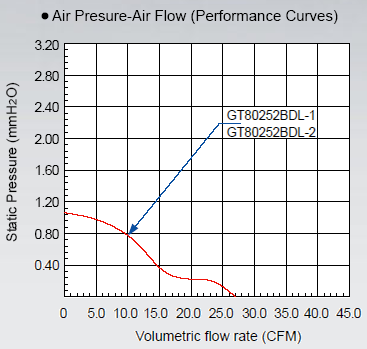 ● Air Presure-Air Flow (Performance Curves)
3.20
2.80
2.40
2.00
1.60
1.20
0.80
0.40
Static Pressure (mmH2O)
GT80252BDL-1
GT80252BDL-2
0 5.0 10.0 15.0 20.0 25.0 30.0 35.0 40.0 45.0
Volumetric flow rate (CFM)